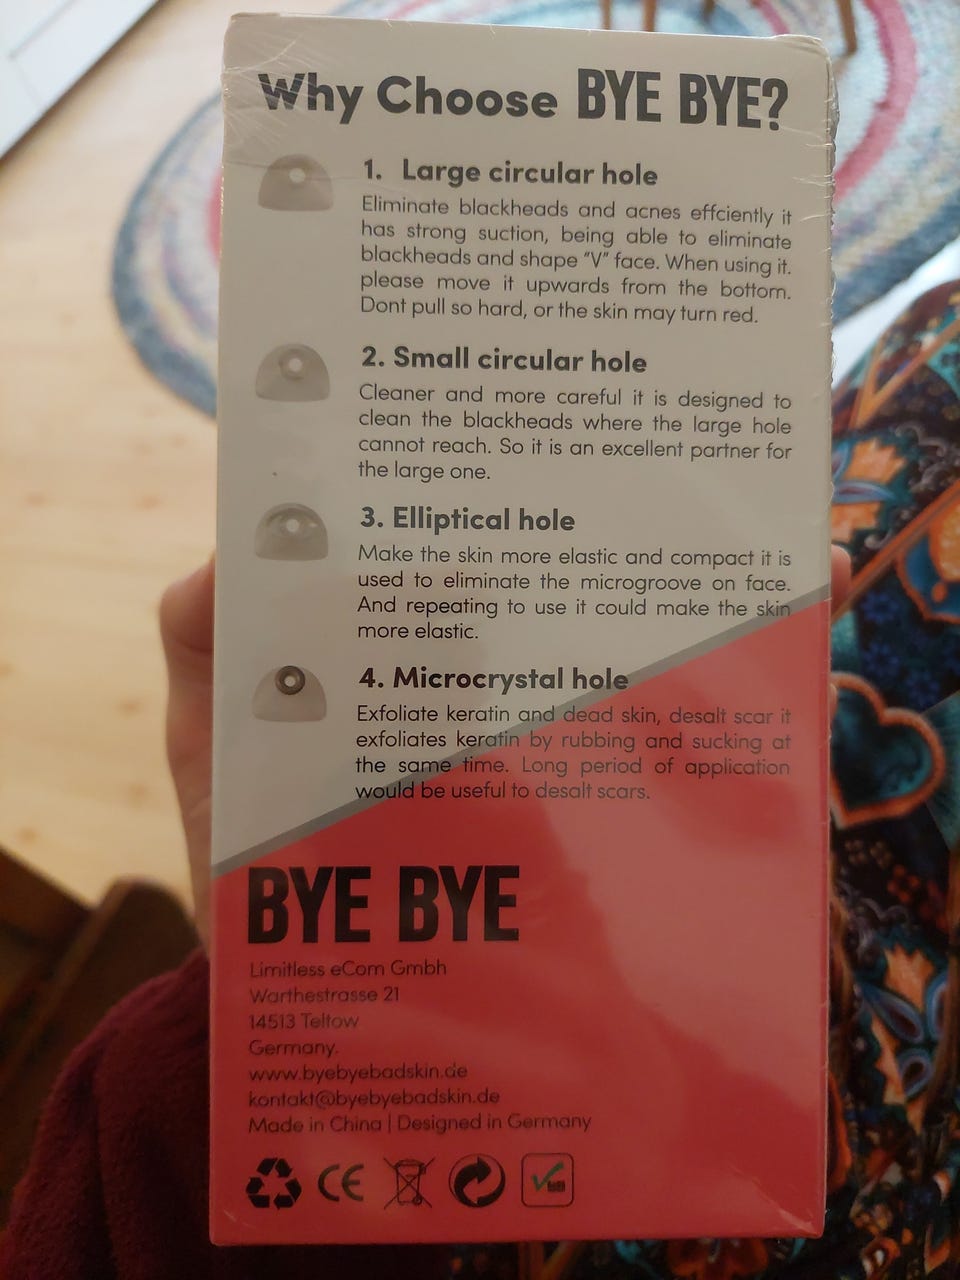 Why Choose BYE BYE?
1. Large circular hole
Eliminate blackheads and acnes effciently it
has strong suction, being able to eliminate
blackheads and shape "V" face. When using it.
please move it upwards from the bottom.
Dont pull so hard, or the skin may turn red.
2. Small circular hole
Cleaner and more careful it is designed to
clean the blackheads where the large hole
cannot reach. So it is an excellent partner for
the large one.
3. Elliptical hole
Make the skin more elastic and compact it is
used to eliminate the microgroove on face.
And repeating to use it could make the skin
more elastic.
4. Microcrystal hole
Exfoliate keratin and dead skin, desalt scar it
exfoliates keratin by rubbing and sucking at
the same time. Long period of application
would be useful to desalt scars.
BYE BYE
Limitless eCom Gmbh
Warthestrasse 21
14513 Teltow
Germany.
www.byebyebadskin.de
kontakt@byebyebadskin.de
Made in China | Designed in Germany
CE